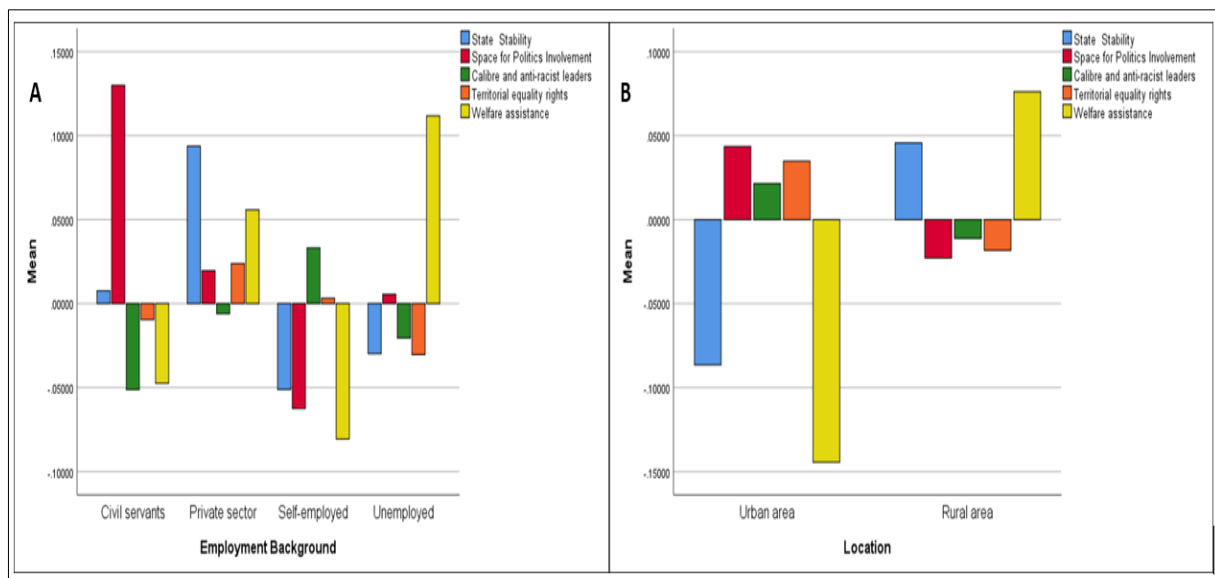 A
Mean
.15000
.10000
.05000
.00000
-.05000
-.10000
State Stability
Space for Politics Involvement
Calibre and anti-racist leaders
Territorial equality rights
Welfare assistance
Civil servants
Private sector
Self-employed
Unemployed
Employment Background
B
Mean
.10000
.05000
.00000
-.05000
-.10000
-.15000
State Stability
Space for Politics Involvement
Calibre and anti-racist leaders
Territorial equality rights
Welfare assistance
Urban area
Rural area
Location